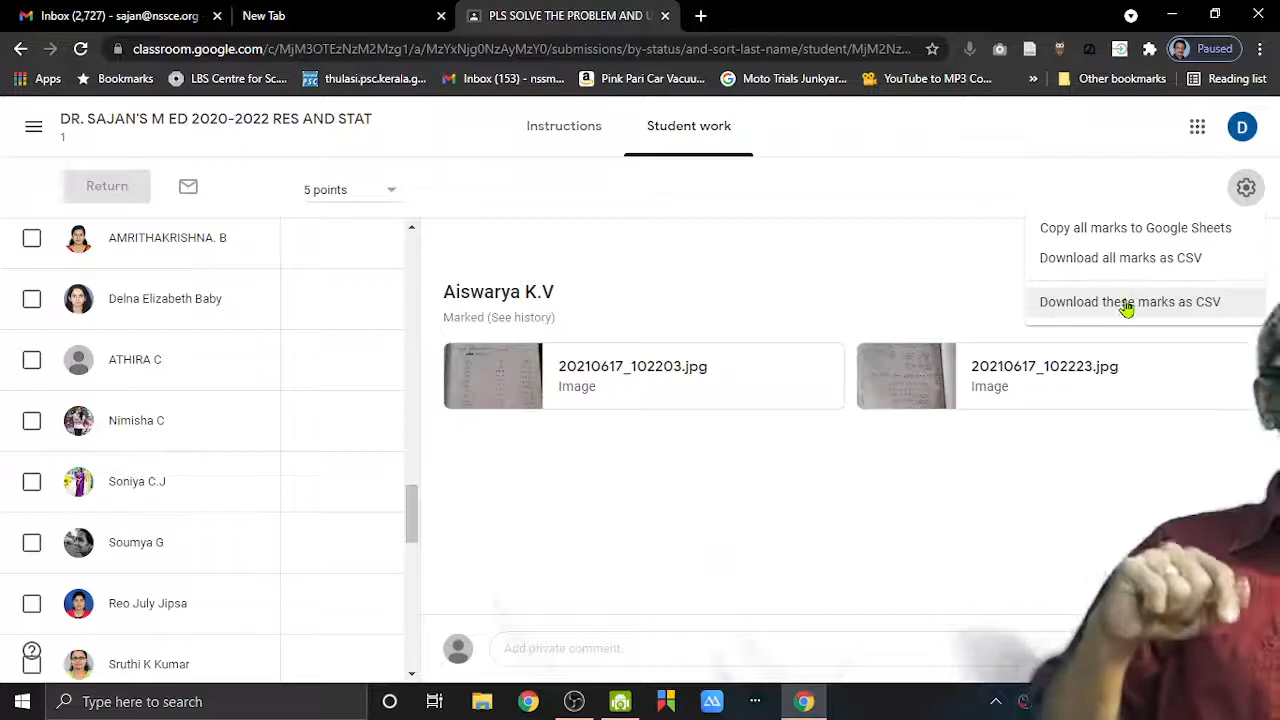 Inbox (2,727) - sajan@nssce.org
New Tab
PLS SOLVE THE PROBLEM AND U
classroom.google.com/c/MjM3OTEzNzM2Mzg1/a/MzYxNjg0NzAyMzY0/submissions/by-status/and-sort-last-name/student/MjM2Nz...
Paused
Apps
Bookmarks
LBS Centre for Sc...
thulasi.psc.kerala.g...
Inbox (153) - nssm...
Pink Pari Car Vacuu...
Moto Trials Junkyar...
YouTube to MP3 Co...
Other bookmarks
Reading list
DR. SAJAN'S M ED 2020-2022 RES AND STAT
1
Instructions
Student work
D
Return
5 points
Copy all marks to Google Sheets
Download all marks as CSV
Download these marks as CSV
AMRITHAKRISHNA. B
Delna Elizabeth Baby
ATHIRA C
Nimisha C
Soniya C.J
Soumya G
Reo July Jipsa
Sruthi K Kumar
Aiswarya K.V
Marked (See history)
20210617_102203.jpg
Image
20210617_102223.jpg
Image
Add private comment
Type here to search